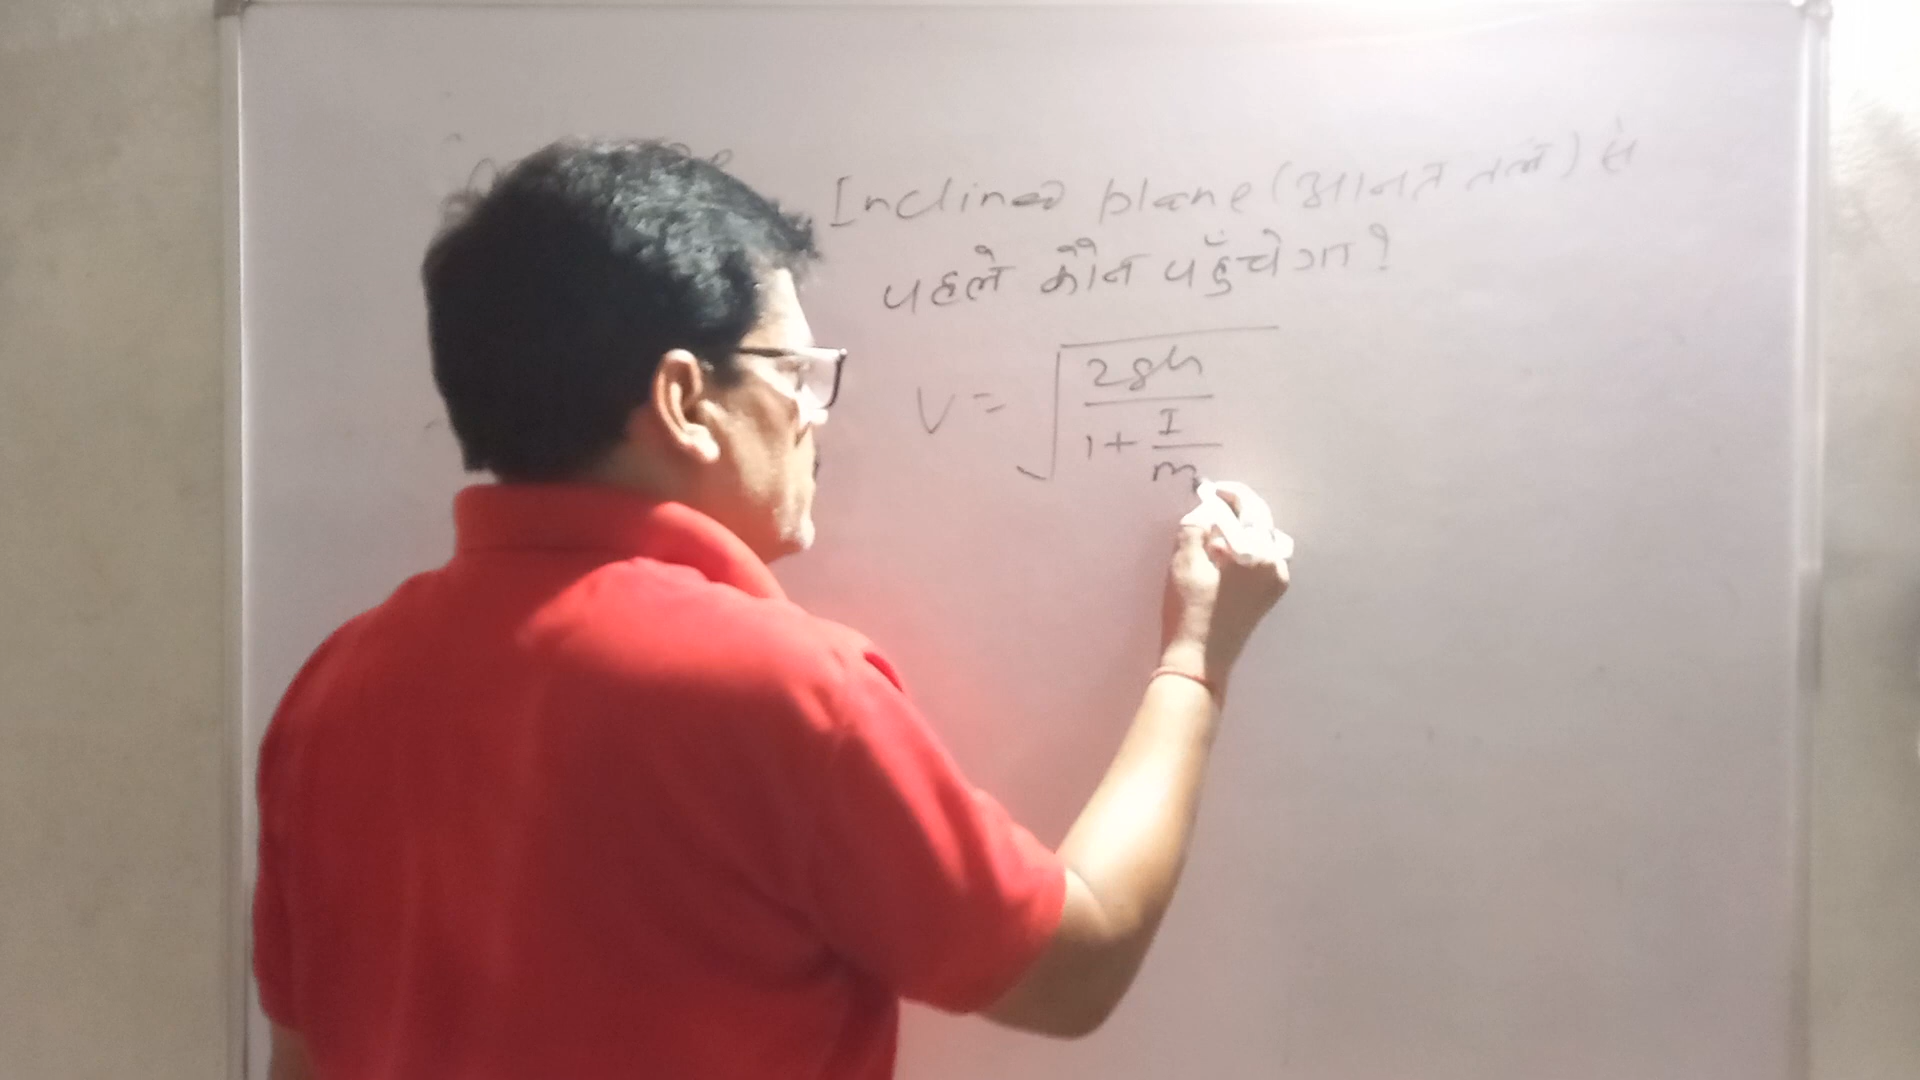 Inclined plane (आनत तल) से
पहले कौन पहुँचेगा?
V = √(2gh / (1 + I/m))